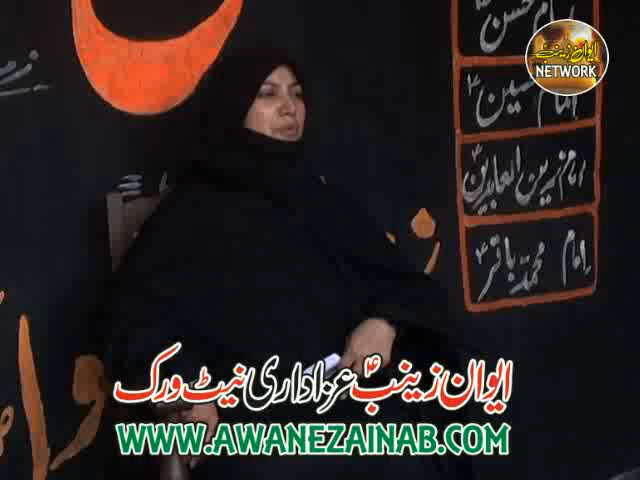 ایوان زینبؑ
NETWORK
امام حسنؑ
امام حسینؑ
امام زین العابدینؑ
امام محمد باقرؑ
ایوان زینبؑ عزاداری نیٹ ورک
WWW.AWANEZAINAB.COM